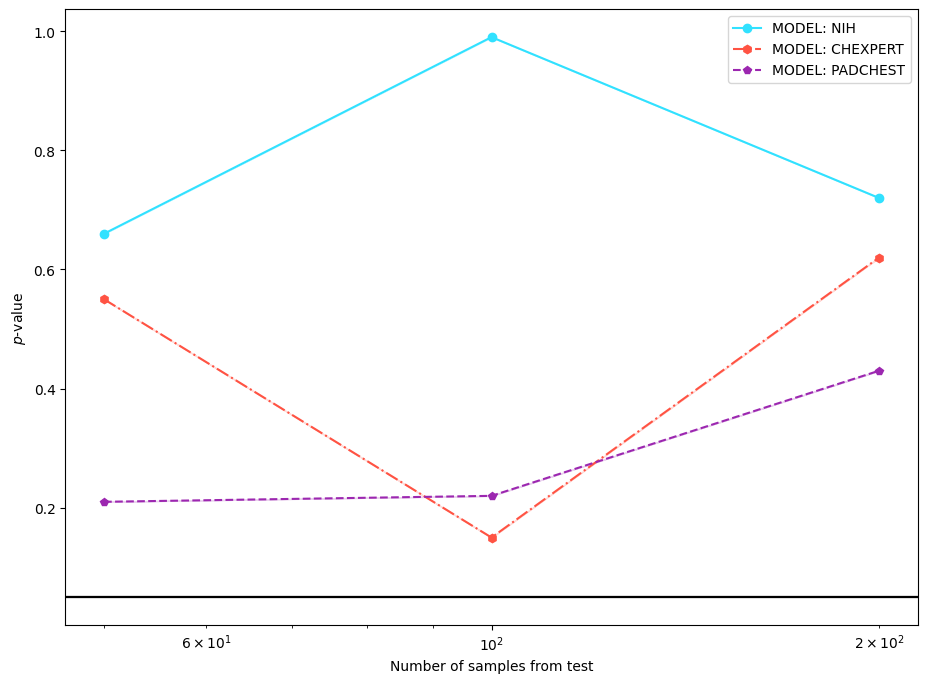 MODEL: NIH
MODEL: CHEXPERT
MODEL: PADCHEST
1.0
0.8
0.6
0.4
0.2
p-value
6 × 10¹
10²
2 × 10²
Number of samples from test